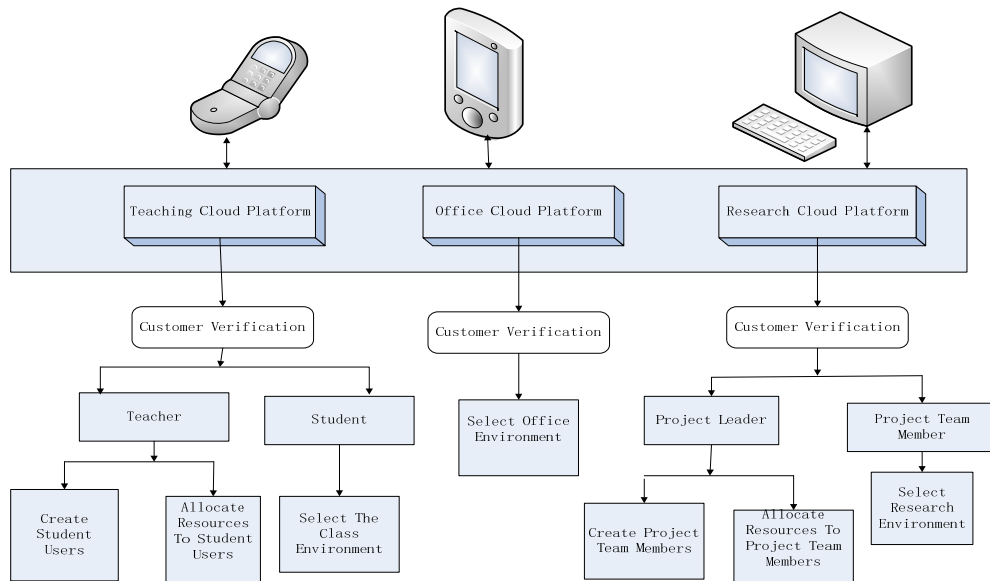 Teaching Cloud Platform
Office Cloud Platform
Research Cloud Platform
Customer Verification
Customer Verification
Customer Verification
Teacher
Student
Select Office
Environment
Project Leader
Project Team
Member
Create
Student
Users
Allocate
Resources
To Student
Users
Select The
Class
Environment
Create Project
Team Members
Allocate
Resources To
Project Team
Members
Select
Research
Environment